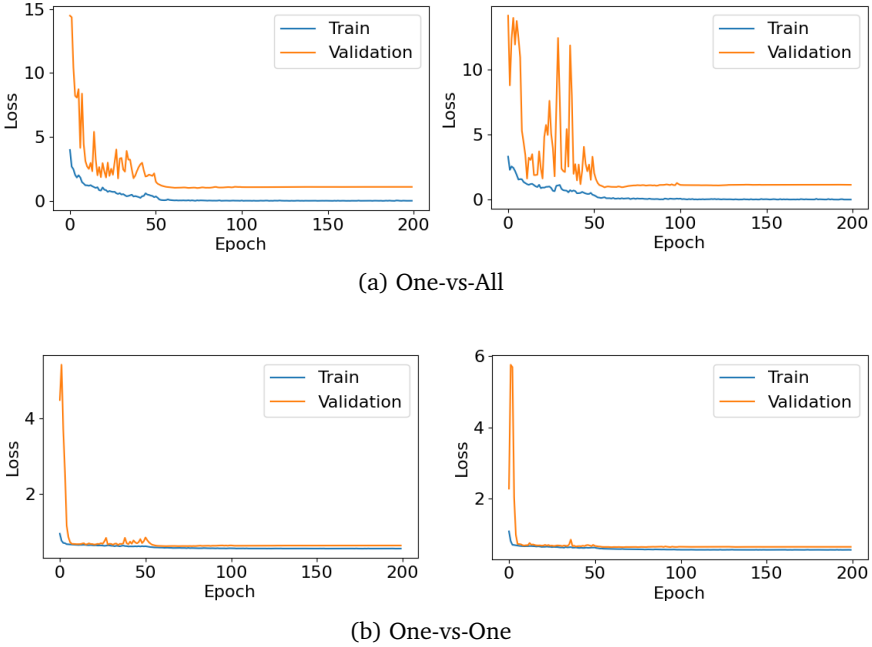 15
10
5
0
Loss
Train
Validation
0
50
100
150
200
Epoch
10
5
0
Loss
Train
Validation
0
50
100
150
200
Epoch
(a) One-vs-All
4
2
Loss
Train
Validation
0
50
100
150
200
Epoch
6
4
2
Loss
Train
Validation
0
50
100
150
200
Epoch
(b) One-vs-One